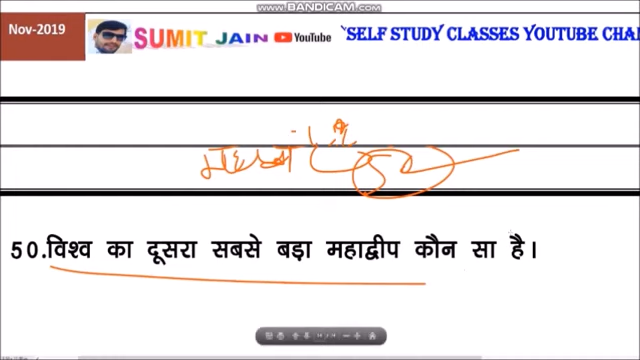 WWW.BANDICAM.COM
Nov-2019 SUMIT JAIN YouTube SELF STUDY CLASSES YOUTUBE CHA
50.विश्व का दूसरा सबसे बड़ा महाद्वीप कौन सा है।